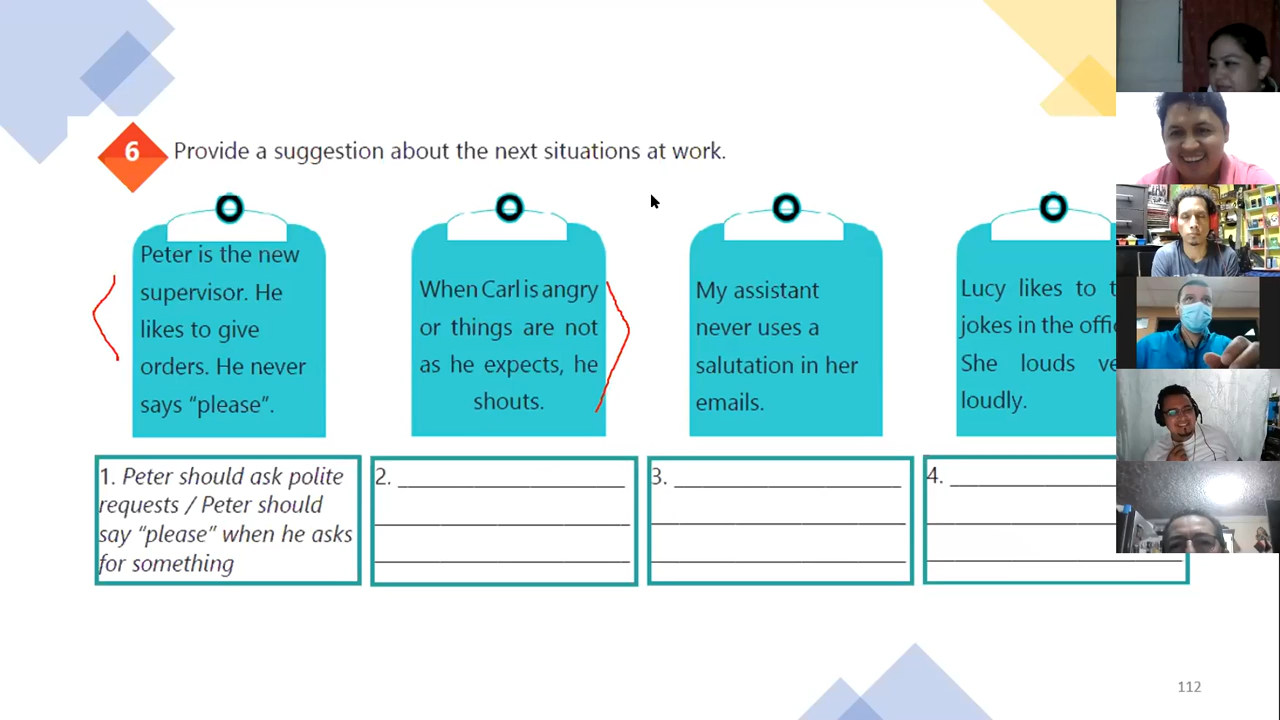 6 Provide a suggestion about the next situations at work.
Peter is the new
supervisor. He
likes to give
orders. He never
says “please”.
When Carl is angry
or things are not
as he expects, he
shouts.
My assistant
never uses a
salutation in her
emails.
Lucy likes to
jokes in the
She louds
loudly.
1. Peter should ask polite
requests / Peter should
say “please” when he asks
for something
2.
3.
4.
112